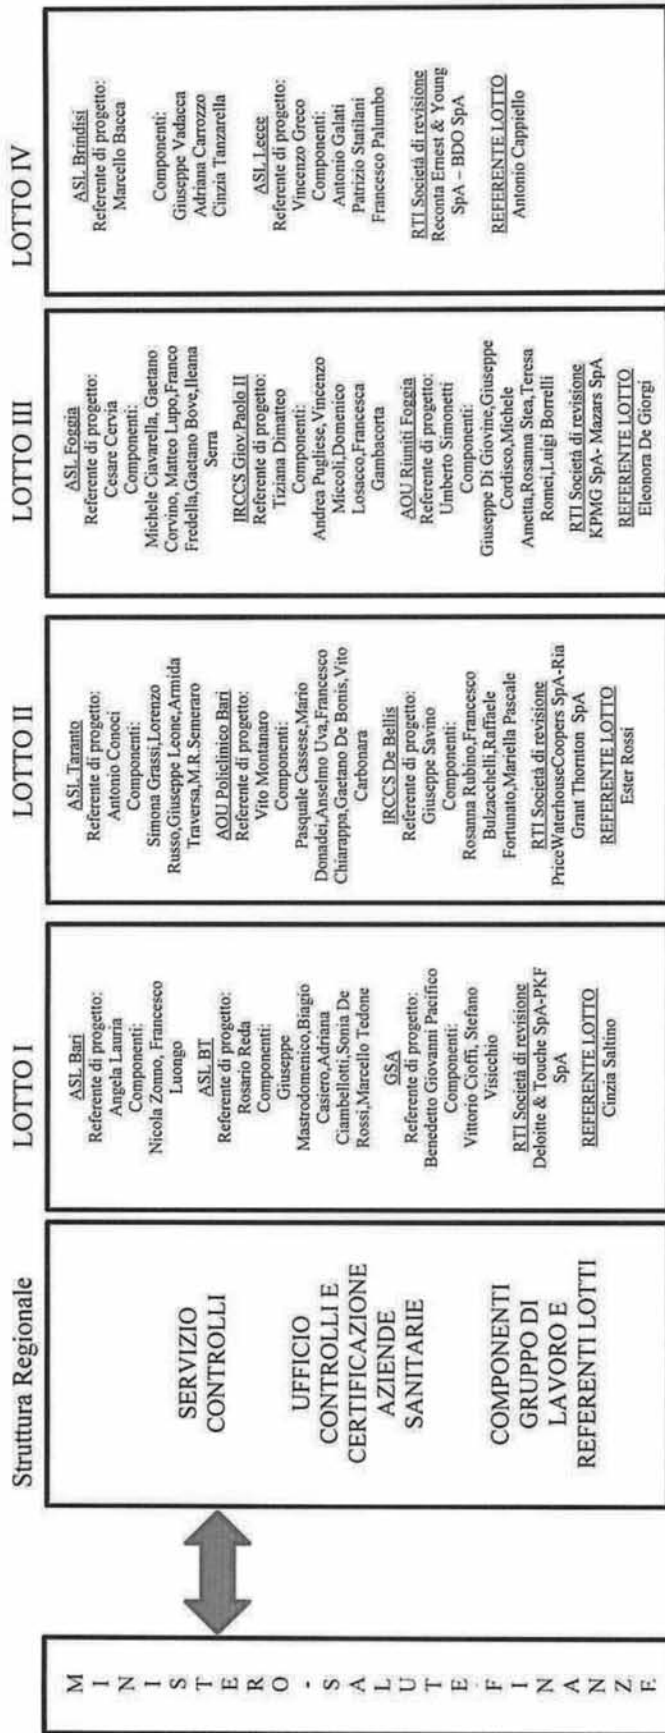 M
I
N
I
S
T
E
R
O
-
S
A
L
U
T
E
-
F
I
N
A
N
Z
E
Struttura Regionale
SERVIZIO
CONTROLLI
UFFICIO
CONTROLLI E
CERTIFICAZIONE
AZIENDE
SANITARIE
COMPONENTI
GRUPPO DI
LAVORO E
REFERENTI LOTTI
LOTTO I
ASL Bari
Referente di progetto:
Angela Lauria
Componenti:
Nicola Zonno, Francesco
Luongo
ASL BT
Referente di progetto:
Rosario Reda
Componenti:
Giuseppe
Mastrodomenico,Biagio
Casiero,Adriana
Ciambellotti,Sonia De
Rossi,Marcello Tedone
GSA
Referente di progetto:
Benedetto Giovanni Pacifico
Componenti:
Vittorio Cioffi, Stefano
Visicchio
RTI Società di revisione
Deloitte & Touche SpA-PKF
SpA
REFERENTE LOTTO
Cinzia Saltino
LOTTO II
ASL Taranto
Referente di progetto:
Antonio Conoci
Componenti:
Simona Grassi,Lorenzo
Russo,Giuseppe Leone,Armida
Traversa,M.R.Semeraro
AOU Policlimico Bari
Referente di progetto:
Vito Montanaro
Componenti:
Pasquale Cassese,Mario
Donadei,Anselmo Uva,Francesco
Chiarappa,Gaetano De Bonis,Vito
Carbonara
IRCCS De Bellis
Referente di progetto:
Giuseppe Savino
Componenti:
Rosanna Rubino,Francesco
Bulzacchelli,Raffaele
Fortunato,Mariella Pascale
RTI Società di revisione
PriceWaterhouseCoopers SpA-Ria
Grant Thornton SpA
REFERENTE LOTTO
Ester Rossi
LOTTO III
ASL Foggia
Referente di progetto:
Cesare Cervia
Componenti:
Michele Ciavarella, Gaetano
Corvino, Matteo Lupo,Franco
Fredella,Gaetano Bove,Ileana
Serra
IRCCS Giov.Paolo II
Referente di progetto:
Tiziana Dimatteo
Componenti:
Andrea Pugliese,Vincenzo
Miccoli,Domenico
Losacco,Francesca
Gambacorta
AOU Riuniti Foggia
Referente di progetto:
Umberto Simonetti
Componenti:
Giuseppe Di Giovine,Giuseppe
Cordisco,Michele
Ametta,Rosanna Stea,Teresa
Romei,Luigi Borrelli
RTI Società di revisione
KPMG SpA- Mazars SpA
REFERENTE LOTTO
Eleonora De Giorgi
LOTTO IV
ASL Brindisi
Referente di progetto:
Marcello Bacca
Componenti:
Giuseppe Vadacca
Adriana Carrozzo
Cinzia Tanzarella
ASL Lecce
Referente di progetto:
Vincenzo Greco
Componenti:
Antonio Galati
Patrizio Statilani
Francesco Palumbo
RTI Società di revisione
Reconta Ernest & Young
SpA – BDO SpA
REFERENTE LOTTO
Antonio Cappiello